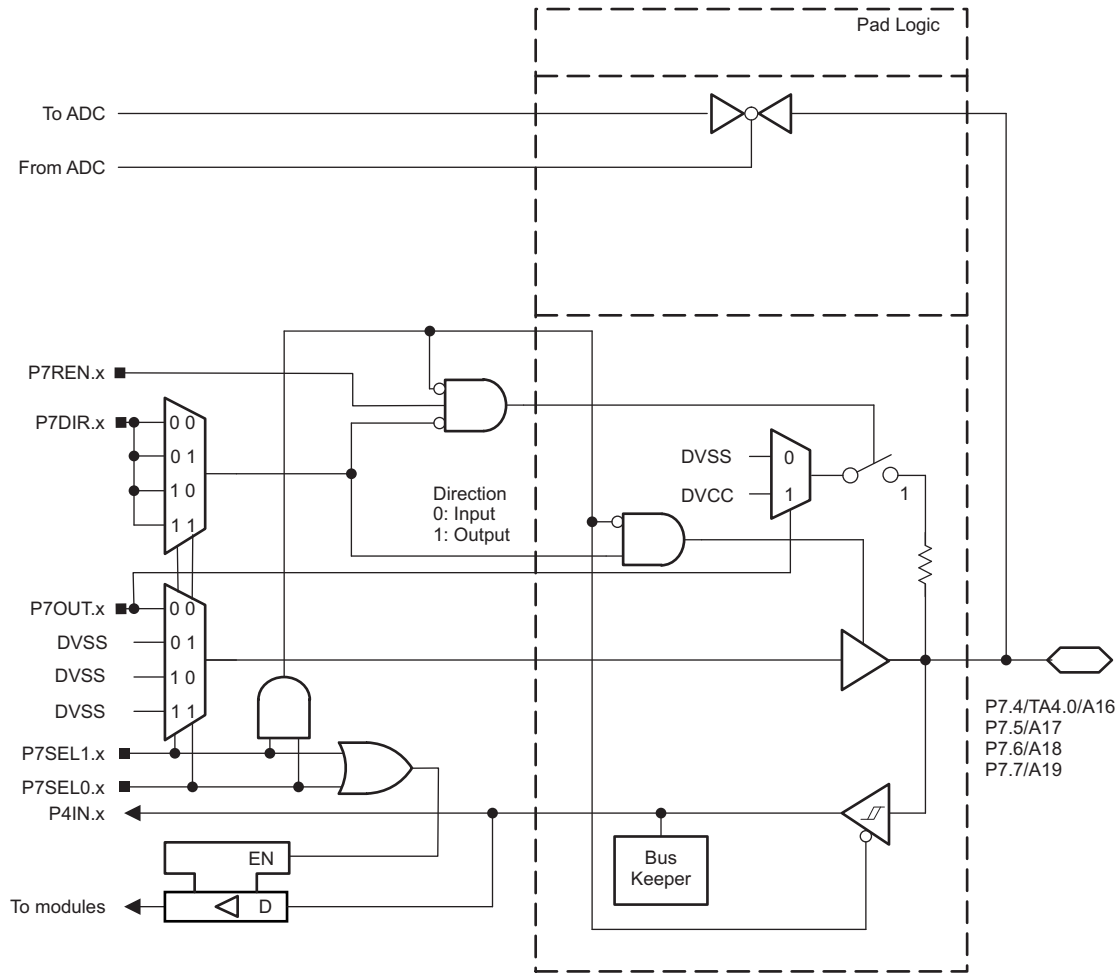 Pad Logic
To ADC
From ADC
P7REN.x
P7DIR.x
0 0
0 1
1 0
1 1
Direction
0: Input
1: Output
DVSS
DVCC
0
1
1
P7OUT.x
DVSS
DVSS
DVSS
0 0
0 1
1 0
1 1
P7SEL1.x
P7SEL0.x
P4IN.x
P7.4/TA4.0/A16
P7.5/A17
P7.6/A18
P7.7/A19
Bus
Keeper
EN
D
To modules